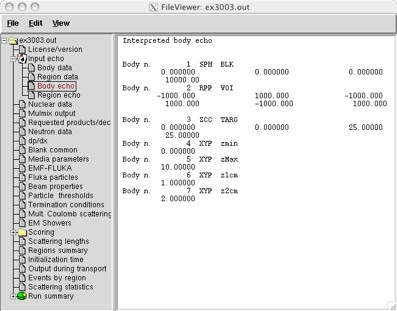 FileViewer: ex3003.out
File Edit View
ex3003.out
License/version
Input echo
Body data
Region data
Body echo
Region echo
Nuclear data
Mulmix output
Requested products/dec
Neutron data
dp/dx
Blank common
Media parameters
EMF-FLUKA
Fluka particles
Beam properties
Particle thresholds
Termination conditions
Mult. Coulomb scattering
EM Showers
Scoring
Scattering lengths
Regions summary
Initialization time
Output during transport
Events by region
Scattering statistics
Run summary
Interpreted body echo
Body n. 1 SPH BLK
0.000000 0.000000 0.000000
10000.00
Body n. 2 RPP VOI
-1000.000 1000.000 -1000.000
1000.000 -1000.000 1000.000
Body n. 3 ZCC TARG
0.000000 0.000000 25.00000
25.00000
Body n. 4 XYP zmin
0.000000
Body n. 5 XYP zMax
10.00000
Body n. 6 XYP z1cm
1.000000
Body n. 7 XYP z2cm
2.000000